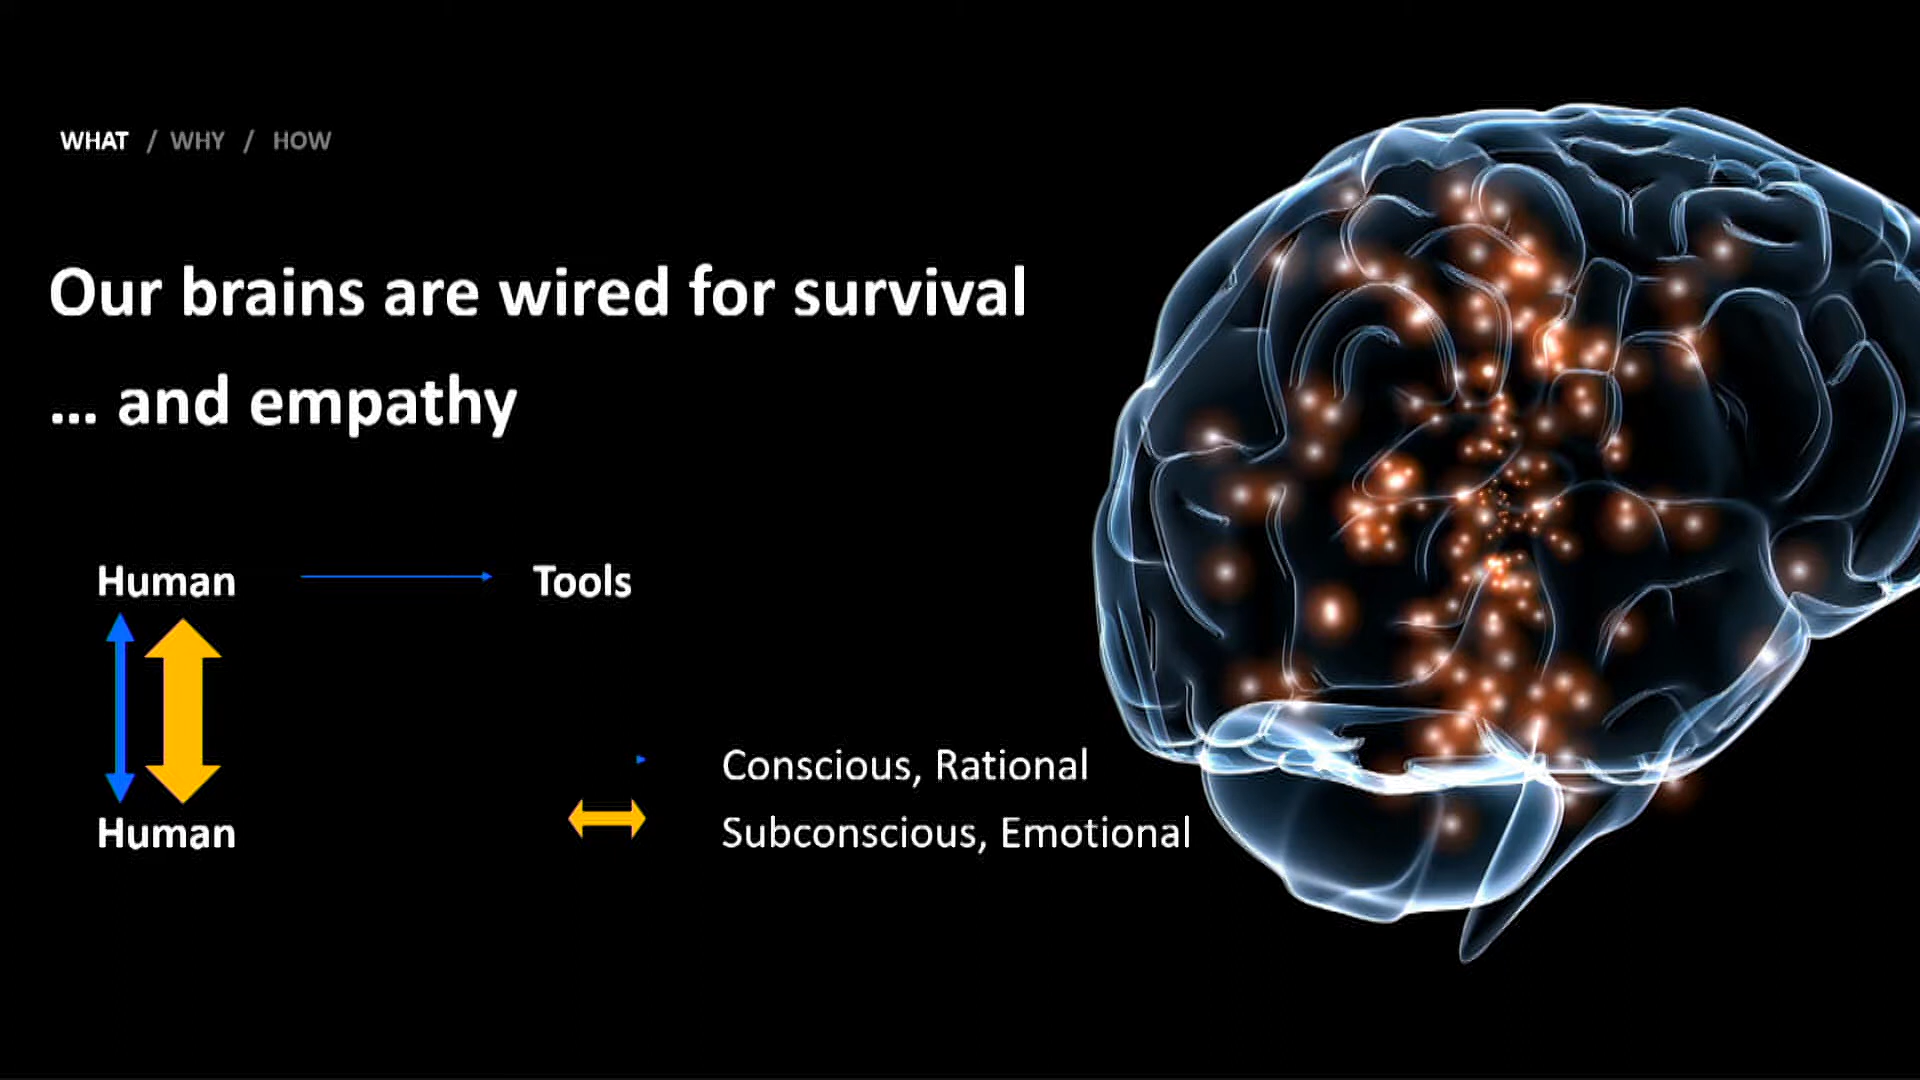 WHAT / WHY / HOW
Our brains are wired for survival
... and empathy
Human
Tools
Human
Conscious, Rational
Subconscious, Emotional